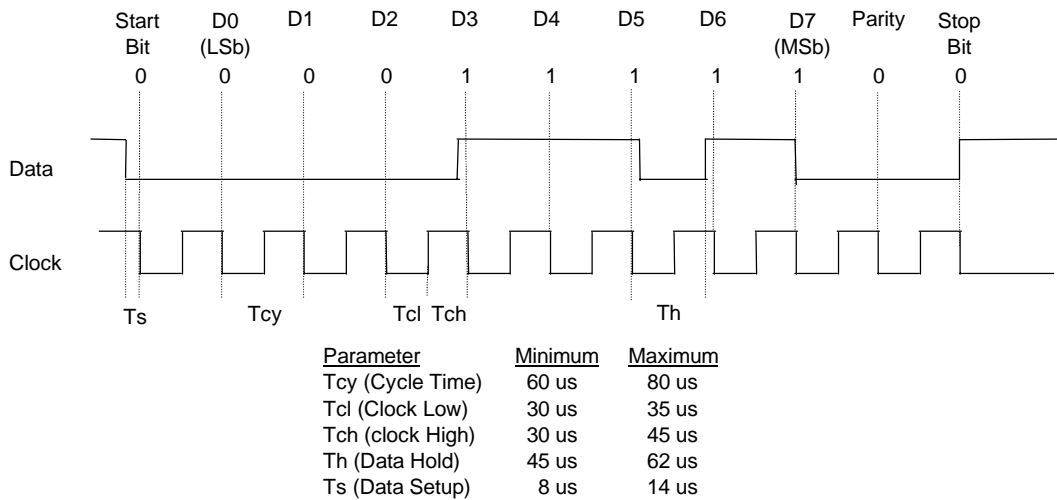 Start D0 D1 D2 D3 D4 D5 D6 D7 Parity Stop
Bit (LSb) (MSb) Bit
0 0 0 0 1 1 1 1 1 0 0
Data
Clock
Ts Tcy Tcl Tch Th
Parameter Minimum Maximum
Tcy (Cycle Time) 60 us 80 us
Tcl (Clock Low) 30 us 35 us
Tch (clock High) 30 us 45 us
Th (Data Hold) 45 us 62 us
Ts (Data Setup) 8 us 14 us